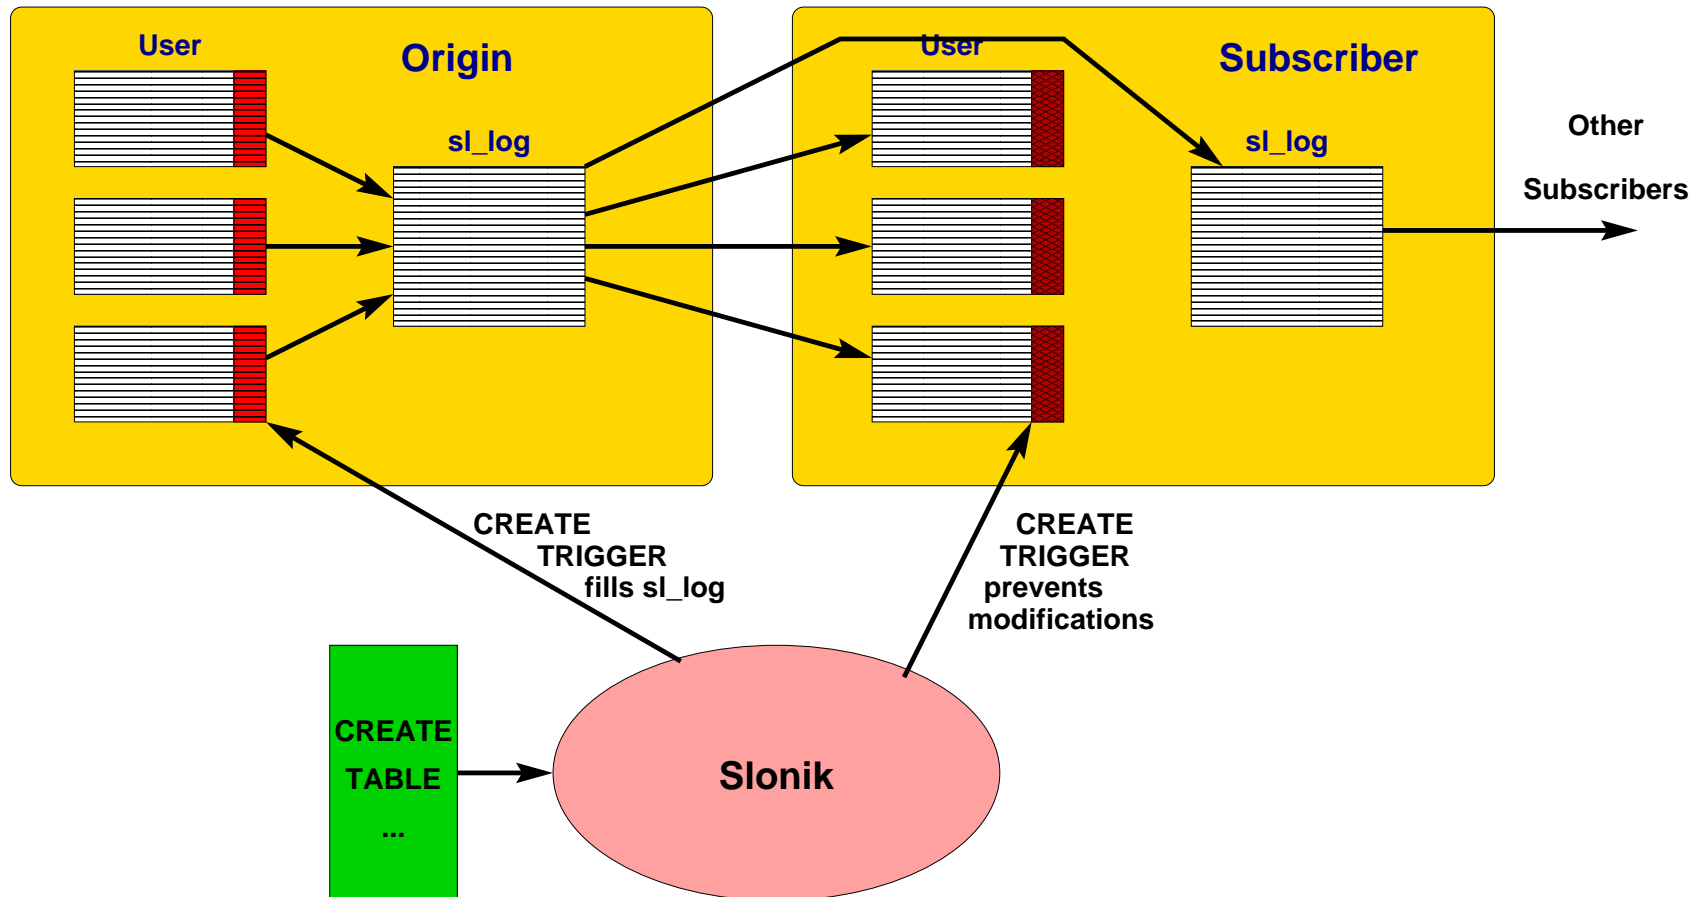 User
Origin
sl_log
User
Subscriber
sl_log
Other
Subscribers
CREATE
TRIGGER
fills sl_log
CREATE
TRIGGER
prevents
modifications
CREATE
TABLE
...
Slonik